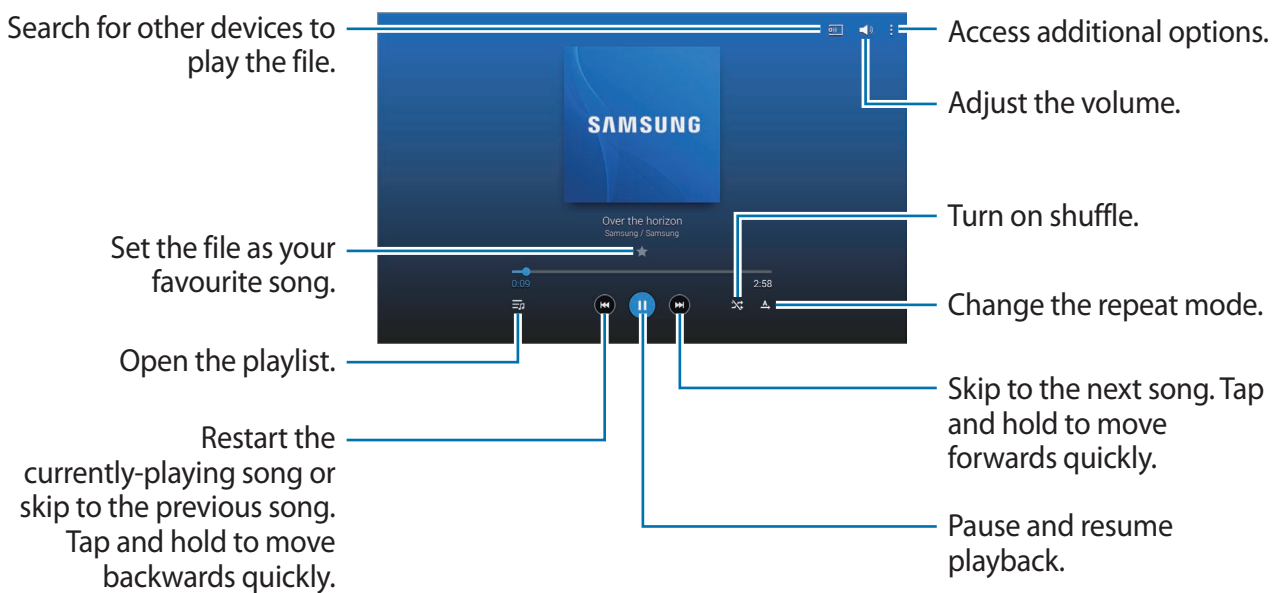 Search for other devices to
play the file.
Access additional options.
Adjust the volume.
SAMSUNG
Over the horizon
Samsung / Samsung
Turn on shuffle.
Set the file as your
favourite song.
0:09
2:58
Change the repeat mode.
Open the playlist.
Skip to the next song. Tap
and hold to move
forwards quickly.
Restart the
currently-playing song or
skip to the previous song.
Tap and hold to move
backwards quickly.
Pause and resume
playback.